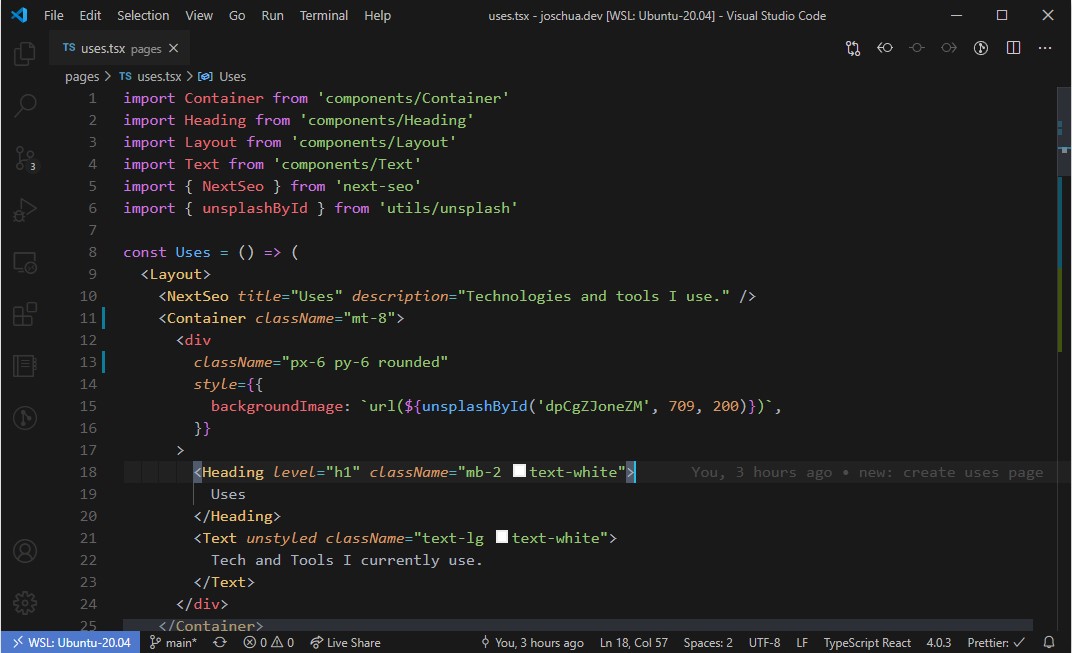 File Edit Selection View Go Run Terminal Help uses.tsx - joschua.dev [WSL: Ubuntu-20.04] - Visual Studio Code
TS uses.tsx pages
pages > TS uses.tsx > Uses
1 import Container from 'components/Container'
2 import Heading from 'components/Heading'
3 import Layout from 'components/Layout'
4 import Text from 'components/Text'
5 import { NextSeo } from 'next-seo'
6 import { unsplashById } from 'utils/unsplash'
7
8 const Uses = () => (
9 <Layout>
10 <NextSeo title="Uses" description="Technologies and tools I use." />
11 <Container className="mt-8">
12 <div
13 className="px-6 py-6 rounded"
14 style={{
15 backgroundImage: `url(${unsplashById('dpCgZJoneZM', 709, 200)})`,
16 }}
17 >
18 <Heading level="h1" className="mb-2 text-white"> You, 3 hours ago • new: create uses page
19 Uses
20 </Heading>
21 <Text unstyled className="text-lg text-white">
22 Tech and Tools I currently use.
23 </Text>
24 </div>
25 </Container>
3
WSL: Ubuntu-20.04 main* 0 0 Live Share You, 3 hours ago Ln 18, Col 57 Spaces: 2 UTF-8 LF TypeScript React 4.0.3 Prettier: ✓